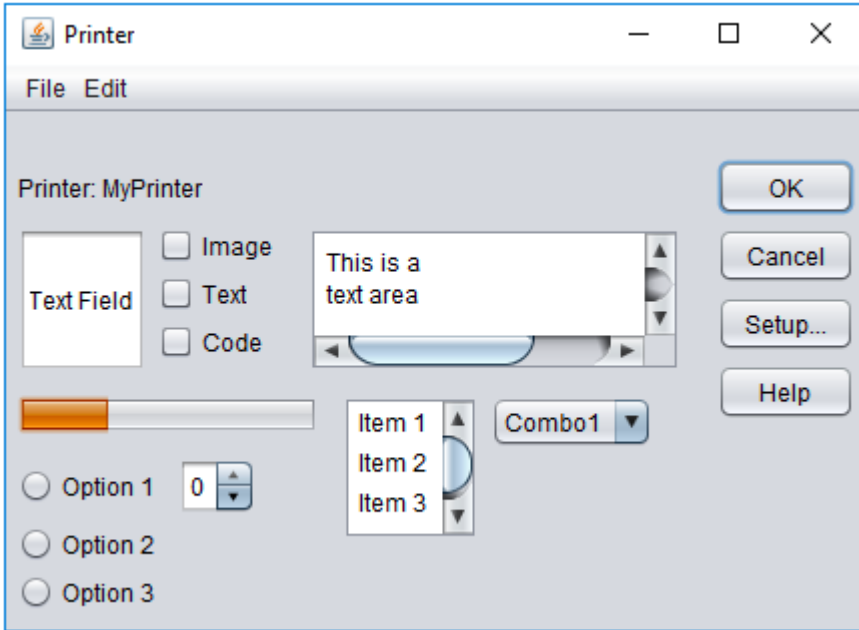 Printer
File Edit
Printer: MyPrinter
OK
Text Field
Image
Text
Code
This is a
text area
Cancel
Setup...
Help
Item 1
Item 2
Item 3
Combo1
Option 1
0
Option 2
Option 3